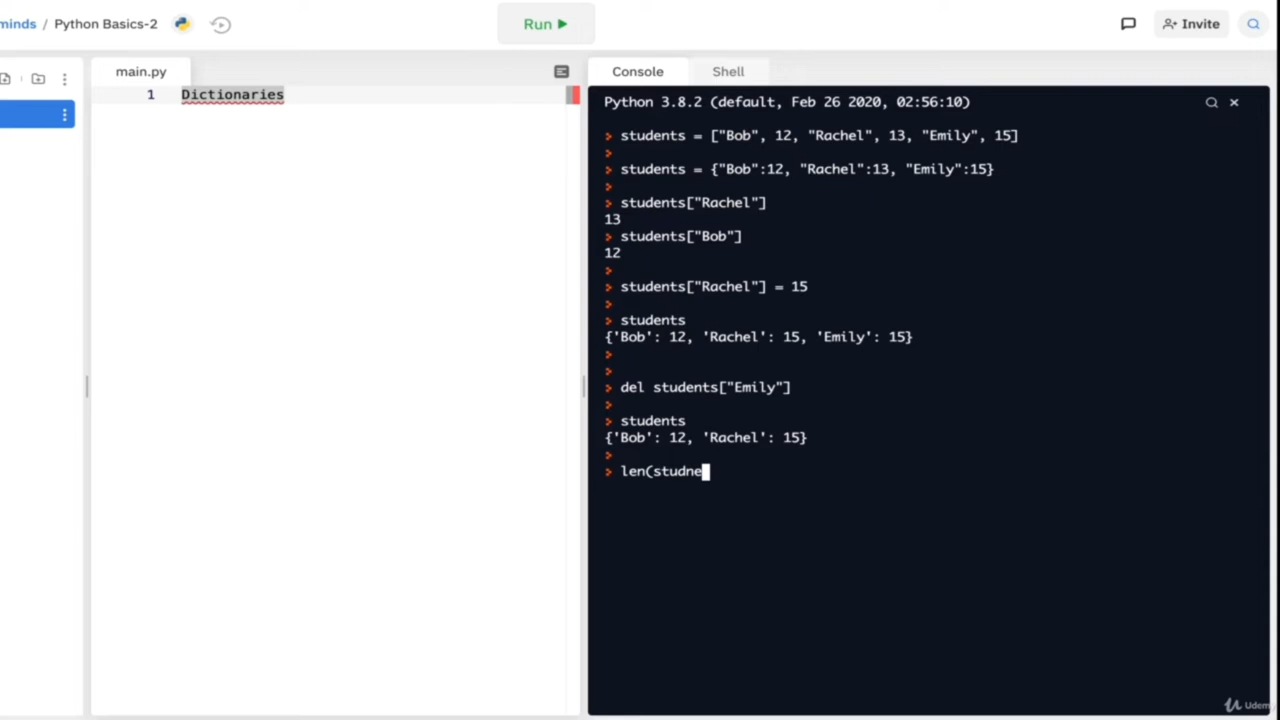 minds / Python Basics-2
Run
Invite
main.py
1 Dictionaries
Console
Shell
Python 3.8.2 (default, Feb 26 2020, 02:56:10)
> students = ["Bob", 12, "Rachel", 13, "Emily", 15]
>
> students = {"Bob":12, "Rachel":13, "Emily":15}
>
> students["Rachel"]
13
> students["Bob"]
12
>
> students["Rachel"] = 15
>
> students
{'Bob': 12, 'Rachel': 15, 'Emily': 15}
>
>
> del students["Emily"]
>
> students
{'Bob': 12, 'Rachel': 15}
>
> len(studne
Udemy